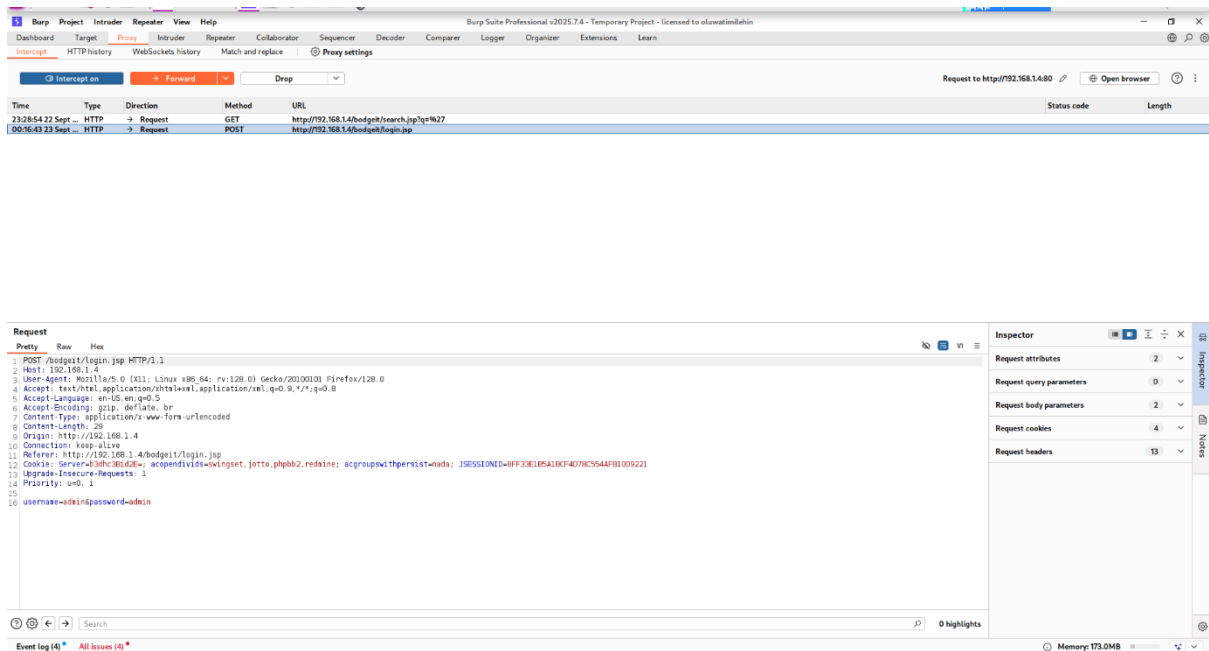 Burp Project Intruder Repeater View Help Burp Suite Professional v2025.7.4 - Temporary Project - licensed to oluwatimilehin
Dashboard Target Proxy Intruder Repeater Collaborator Sequencer Decoder Comparer Logger Organizer Extensions Learn
Intercept HTTP history WebSockets history Match and replace Proxy settings
Intercept on Forward Drop Request to http://192.168.1.4:80 Open browser
Time Type Direction Method URL Status code Length
23:28:54 22 Sept ... HTTP → Request GET http://192.168.1.4/bodgeit/search.jsp?q=%27
00:16:43 23 Sept ... HTTP → Request POST http://192.168.1.4/bodgeit/login.jsp
Request
Pretty Raw Hex
1 POST /bodgeit/login.jsp HTTP/1.1
2 Host: 192.168.1.4
3 User-Agent: Mozilla/5.0 (X11; Linux x86_64; rv:128.0) Gecko/20100101 Firefox/128.0
4 Accept: text/html,application/xhtml+xml,application/xml;q=0.9,*/*;q=0.8
5 Accept-Language: en-US,en;q=0.5
6 Accept-Encoding: gzip, deflate, br
7 Content-Type: application/x-www-form-urlencoded
8 Content-Length: 29
9 Origin: http://192.168.1.4
10 Connection: keep-alive
11 Referer: http://192.168.1.4/bodgeit/login.jsp
12 Cookie: Server=b3dhc3Bid2E=; acopendivids=swingset,jotto,phpbb2,redmine; acgroupswithpersist=nada;
13 Upgrade-Insecure-Requests: 1
14 Priority: u=0, i
15
16 username=admin&password=admin
Inspector
Request attributes 2
Request query parameters 0
Request body parameters 2
Request cookies 4
Request headers 13
Inspector
Notes
Search 0 highlights
Event log (4) All issues (4) Memory: 173.0MB